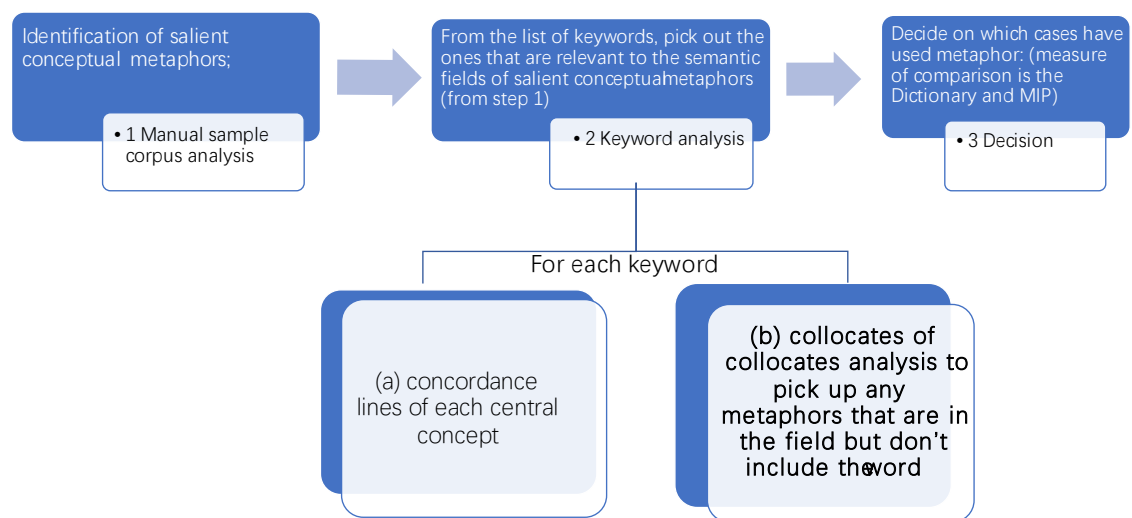 Identification of salient
conceptual metaphors;
• 1 Manual sample
corpus analysis
From the list of keywords, pick out the
ones that are relevant to the semantic
fields of salient conceptualmetaphors
(from step 1)
• 2 Keyword analysis
Decide on which cases have
used metaphor: (measure
of comparison is the
Dictionary and MIP)
• 3 Decision
For each keyword
(a) concordance
lines of each central
concept
(b) collocates of
collocates analysis to
pick up any
metaphors that are in
the field but don't
include theword